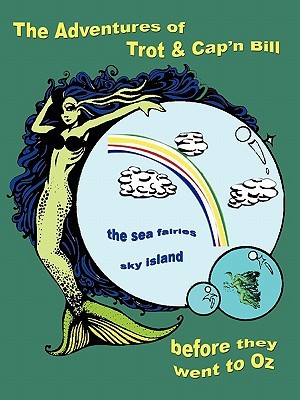 The Adventures of
Trot & Cap'n Bill
the sea fairies
sky island
before they
went to Oz